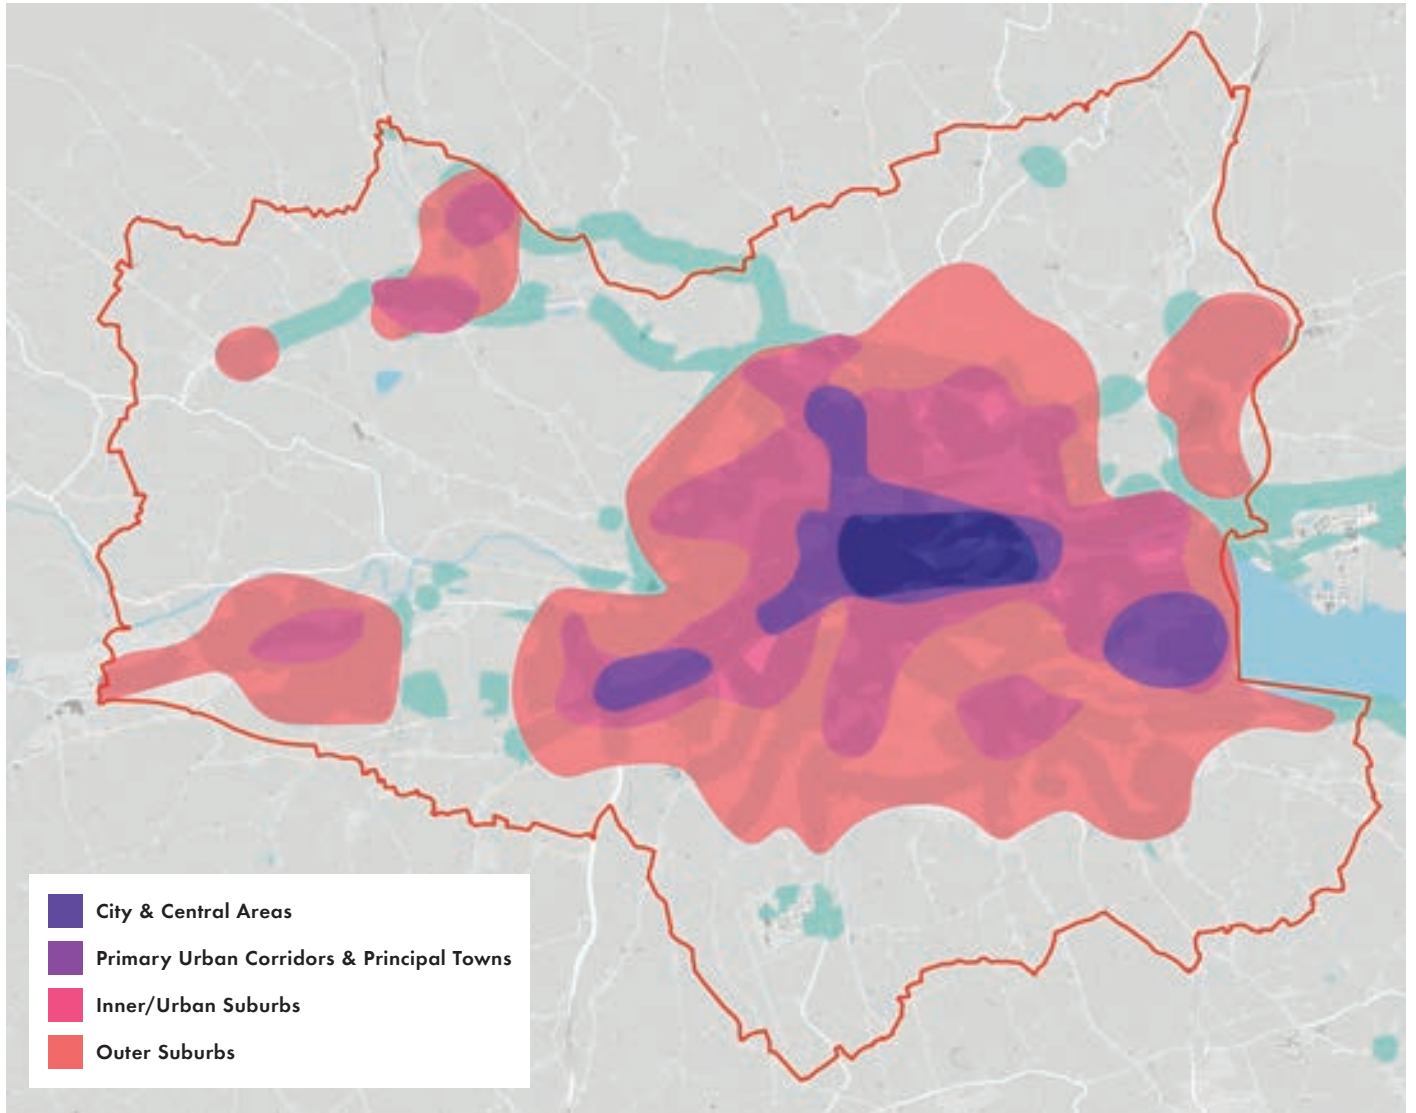 City & Central Areas
Primary Urban Corridors & Principal Towns
Inner/Urban Suburbs
Outer Suburbs